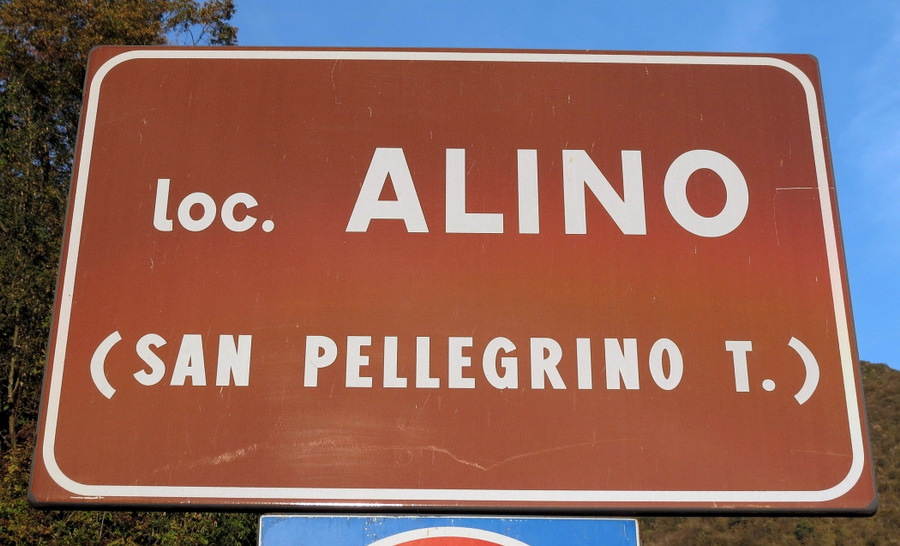 loc. ALINO
(SAN PELLEGRINO T.)